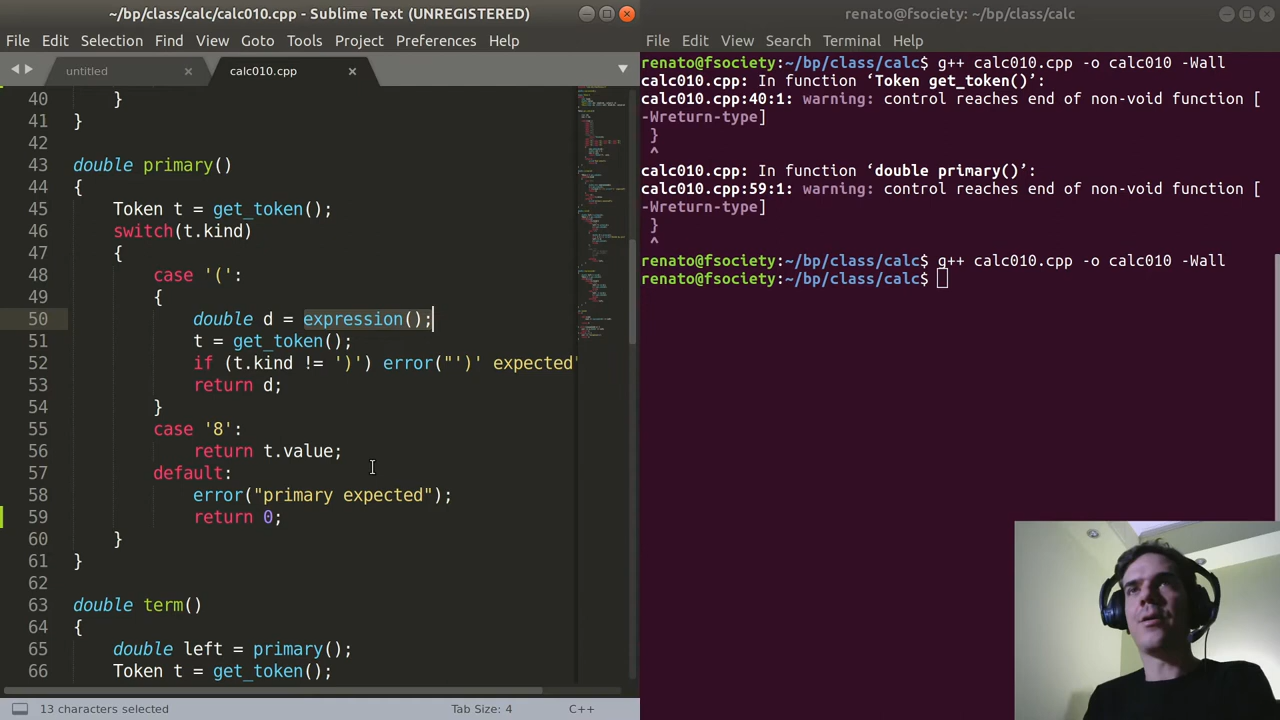 ~/bp/class/calc/calc010.cpp - Sublime Text (UNREGISTERED)
File Edit Selection Find View Goto Tools Project Preferences Help
untitled
calc010.cpp
40 }
41 }
42
43 double primary()
44 {
45 Token t = get_token();
46 switch(t.kind)
47 {
48 case '(':
49 {
50 double d = expression();
51 t = get_token();
52 if (t.kind != ')') error("')' expected"
53 return d;
54 }
55 case '8':
56 return t.value;
57 default:
58 error("primary expected");
59 return 0;
60 }
61 }
62
63 double term()
64 {
65 double left = primary();
66 Token t = get_token();
13 characters selected
Tab Size: 4
C++
renato@fsociety: ~/bp/class/calc
File Edit View Search Terminal Help
renato@fsociety:~/bp/class/calc$ g++ calc010.cpp -o calc010 -Wall
calc010.cpp: In function ‘Token get_token()’:
calc010.cpp:40:1: warning: control reaches end of non-void function [
-Wreturn-type]
}
^
calc010.cpp: In function ‘double primary()’:
calc010.cpp:59:1: warning: control reaches end of non-void function [
-Wreturn-type]
}
^
renato@fsociety:~/bp/class/calc$ g++ calc010.cpp -o calc010 -Wall
renato@fsociety:~/bp/class/calc$